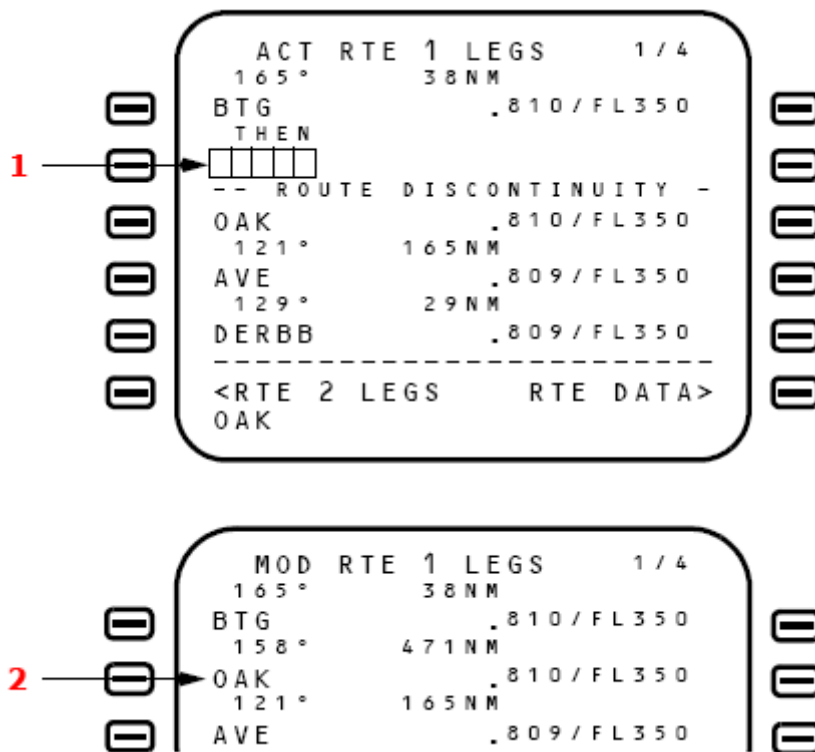 ACT RTE 1 LEGS 1/4
165° 38NM
BTG .810/FL350
THEN
1
-- ROUTE DISCONTINUITY -
OAK .810/FL350
121° 165NM
AVE .809/FL350
129° 29NM
DERBB .809/FL350
-----------------------------
<RTE 2 LEGS RTE DATA>
OAK
MOD RTE 1 LEGS 1/4
165° 38NM
BTG .810/FL350
158° 471NM
2 OAK .810/FL350
121° 165NM
AVE .809/FL350